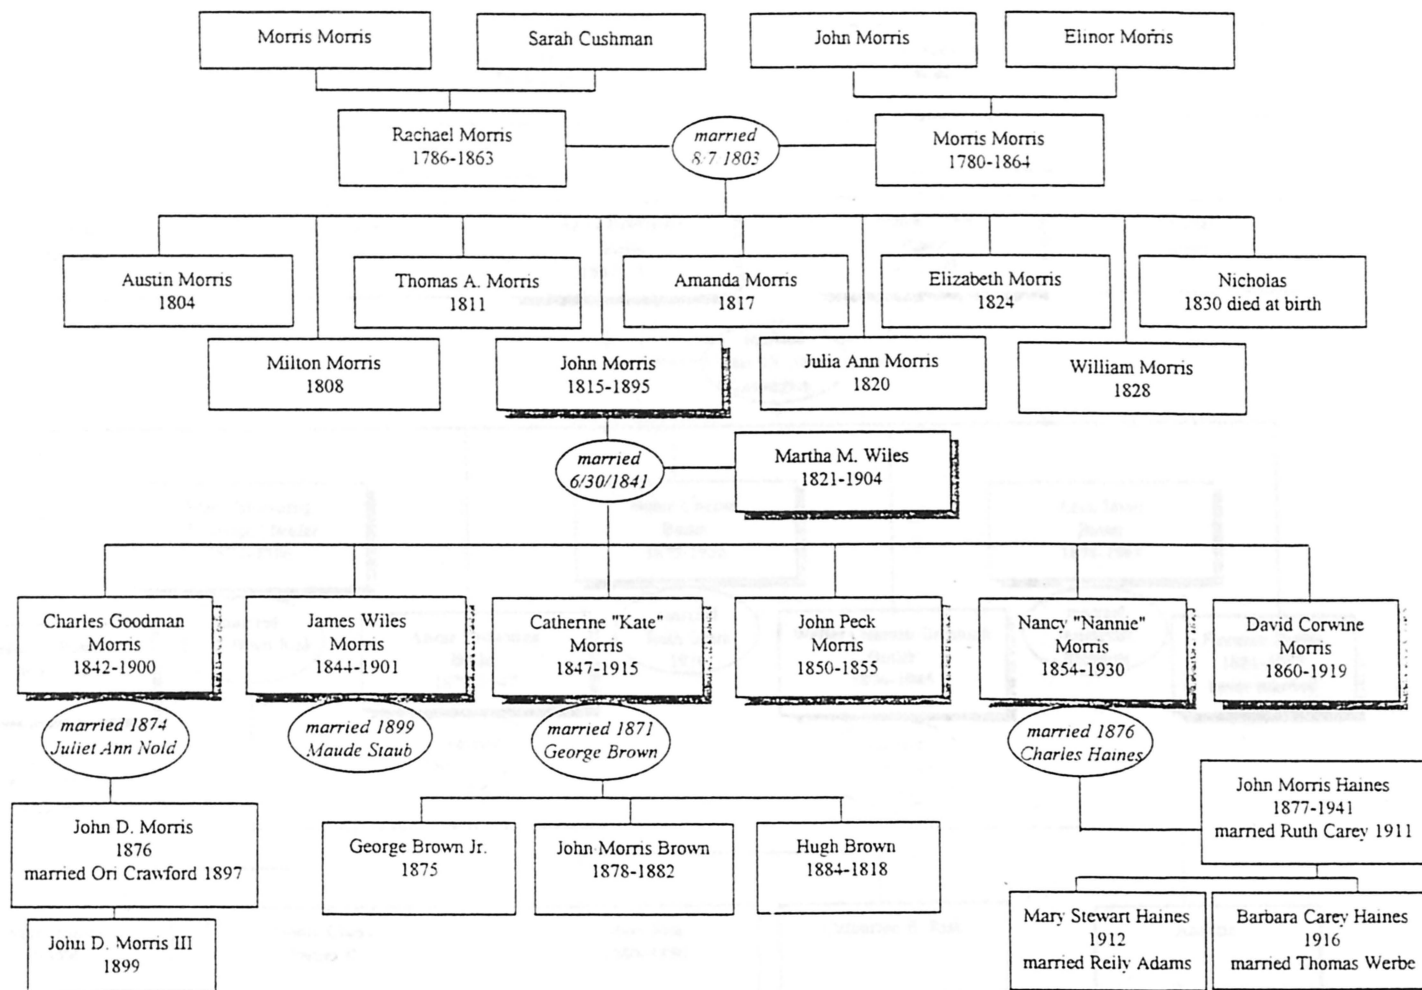 Morris Morris
Sarah Cushman
John Morris
Elinor Morris
Rachael Morris
1786-1863
married
8/7 1803
Morris Morris
1780-1864
Austin Morris
1804
Thomas A. Morris
1811
Amanda Morris
1817
Elizabeth Morris
1824
Nicholas
1830 died at birth
Milton Morris
1808
John Morris
1815-1895
Julia Ann Morris
1820
William Morris
1828
married
6/30/1841
Martha M. Wiles
1821-1904
Charles Goodman
Morris
1842-1900
James Wiles
Morris
1844-1901
Catherine "Kate"
Morris
1847-1915
John Peck
Morris
1850-1855
Nancy "Nannie"
Morris
1854-1930
David Corwine
Morris
1860-1919
married 1874
Juliet Ann Nold
married 1899
Maude Staub
married 1871
George Brown
married 1876
Charles Haines
John D. Morris
1876
married Ori Crawford 1897
George Brown Jr.
1875
John Morris Brown
1878-1882
Hugh Brown
1884-1818
John Morris Haines
1877-1941
married Ruth Carey 1911
John D. Morris III
1899
Mary Stewart Haines
1912
married Reily Adams
Barbara Carey Haines
1916
married Thomas Werbe